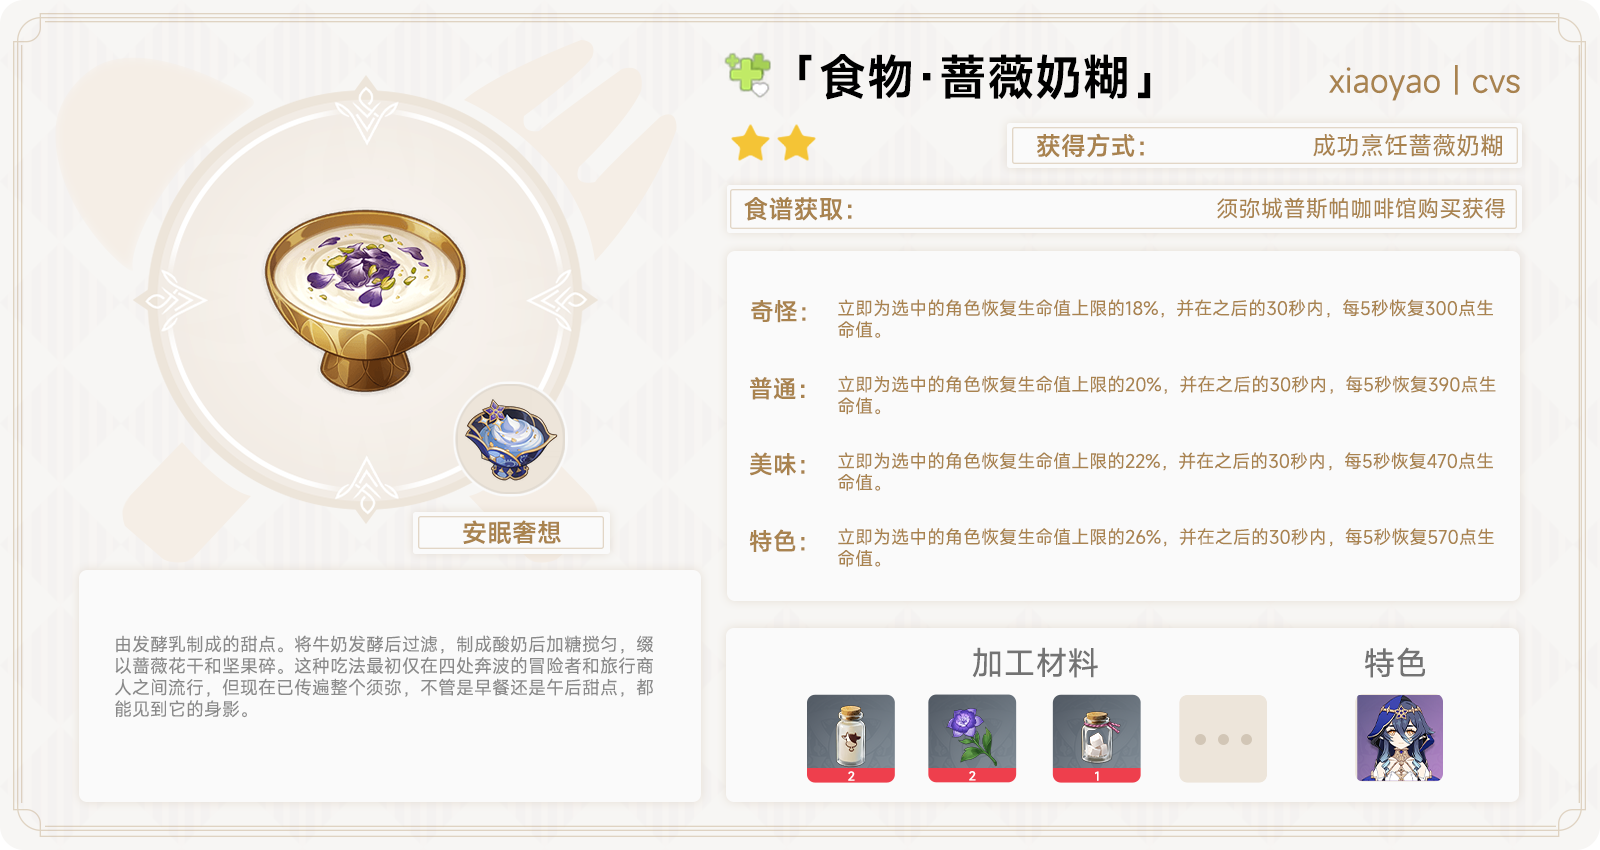 「食物·蔷薇奶糊」
xiaoyao | cvs
获得方式：
成功烹饪蔷薇奶糊
食谱获取：
须弥城普斯帕咖啡馆购买获得
奇怪：
立即为选中的角色恢复生命值上限的18%，并在之后的30秒内，每5秒恢复300点生
命值。
普通：
立即为选中的角色恢复生命值上限的20%，并在之后的30秒内，每5秒恢复390点生
命值。
美味：
立即为选中的角色恢复生命值上限的22%，并在之后的30秒内，每5秒恢复470点生
命值。
特色：
立即为选中的角色恢复生命值上限的26%，并在之后的30秒内，每5秒恢复570点生
命值。
安眠奢想
由发酵乳制成的甜点。将牛奶发酵后过滤，制成酸奶后加糖搅匀，缀
以蔷薇花干和坚果碎。这种吃法最初仅在四处奔波的冒险者和旅行商
人之间流行，但现在已传遍整个须弥，不管是早餐还是午后甜点，都
能见到它的身影。
加工材料
特色
2
2
1